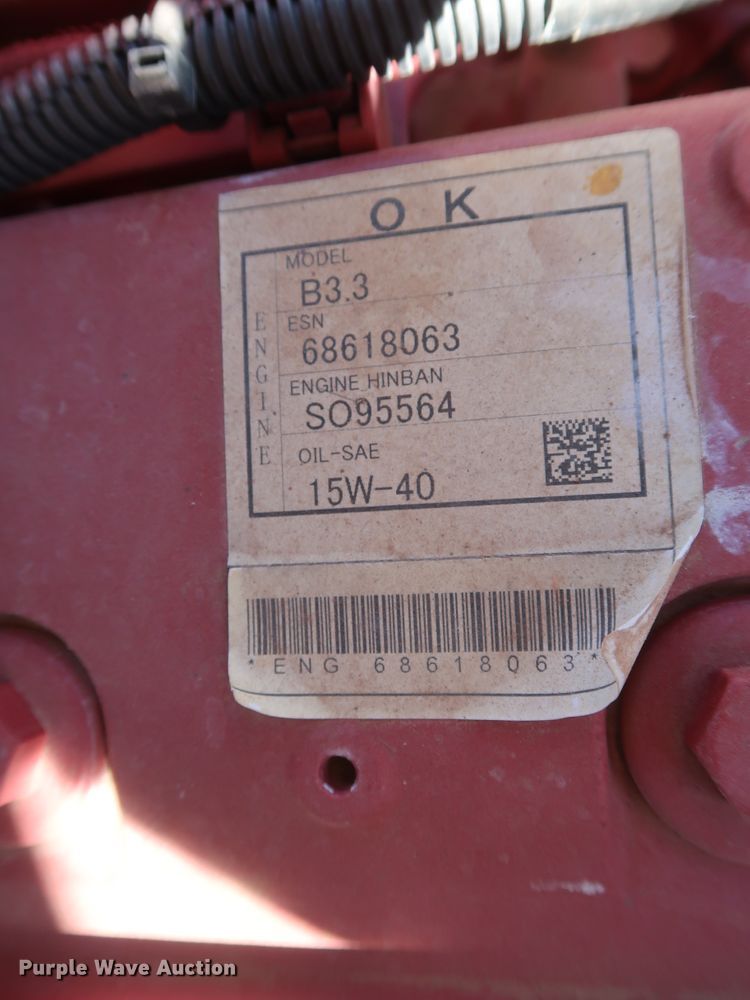 O K
ENGINE
MODEL
B3.3
ESN
68618063
ENGINE HINBAN
SO95564
OIL-SAE
15W-40
* ENG 68618063 *
Purple Wave Auction